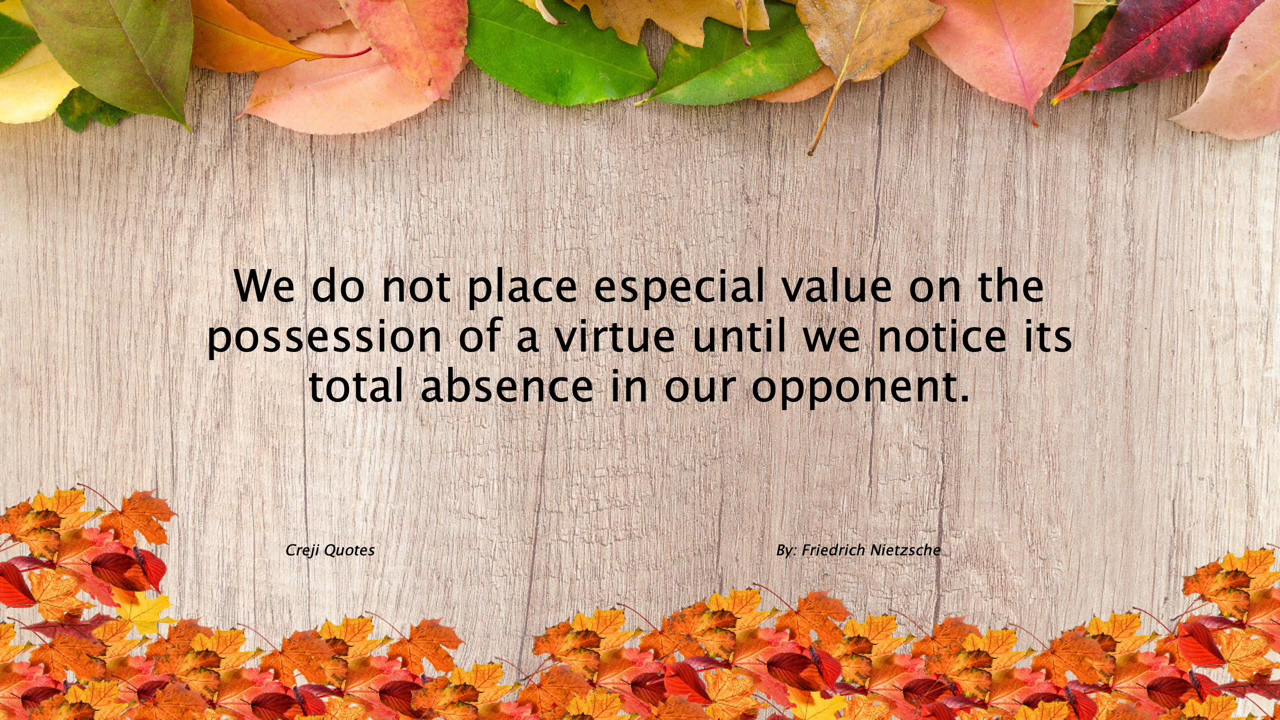 We do not place especial value on the
possession of a virtue until we notice its
total absence in our opponent.
Creji Quotes
By: Friedrich Nietzsche